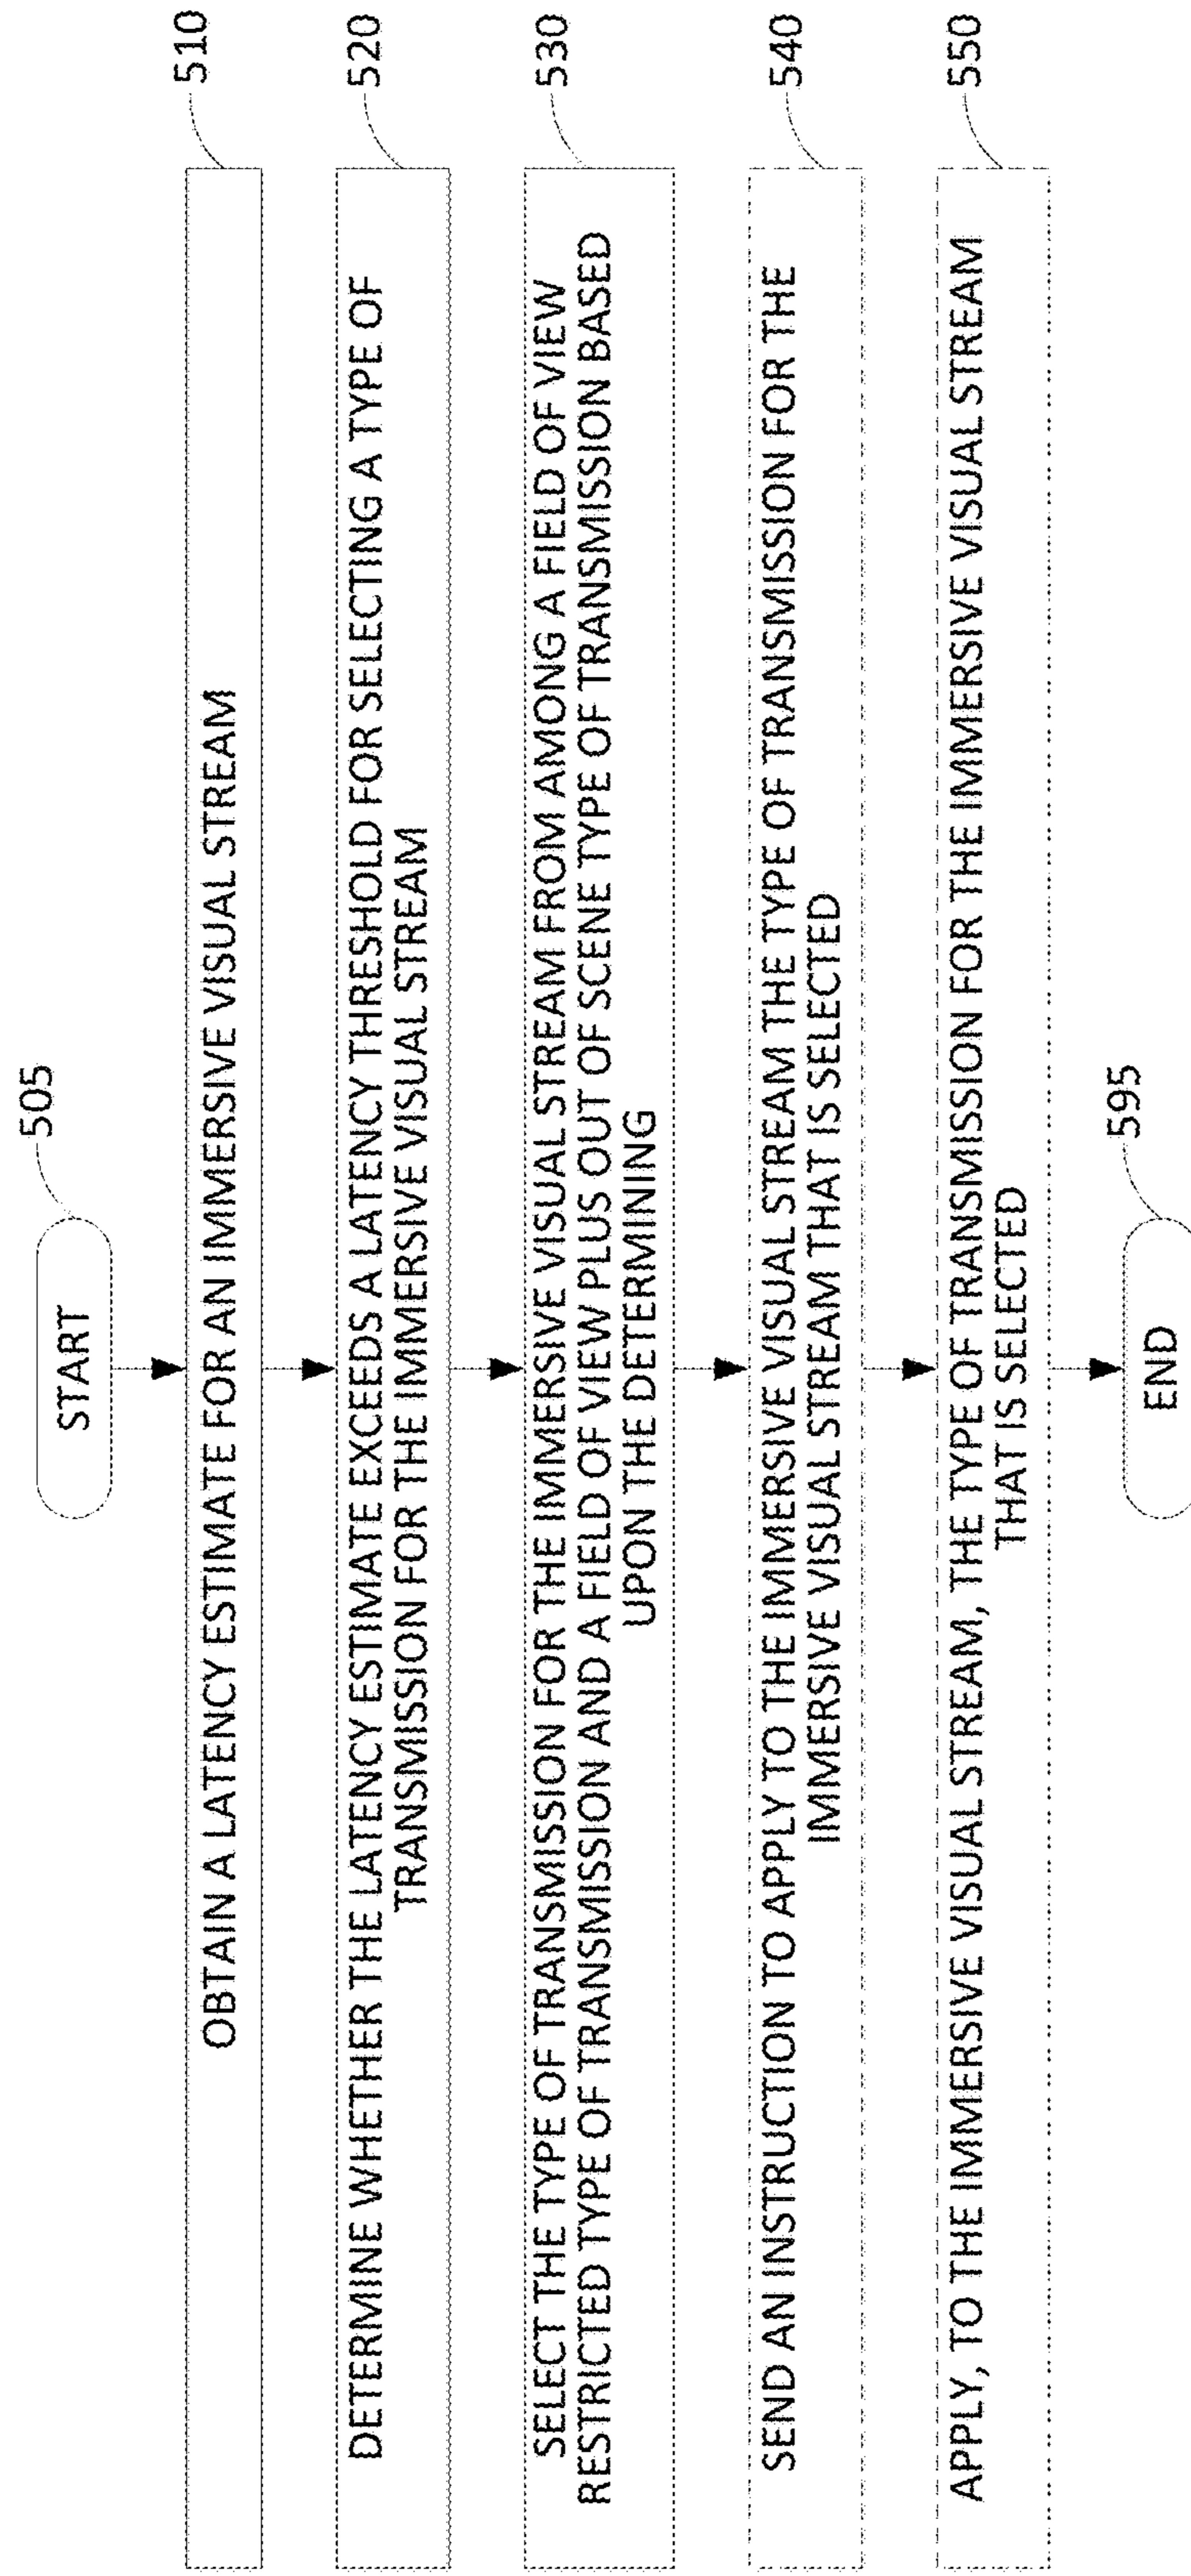 505
START
510
OBTAIN A LATENCY ESTIMATE FOR AN IMMERSIVE VISUAL STREAM
520
DETERMINE WHETHER THE LATENCY ESTIMATE EXCEEDS A LATENCY THRESHOLD FOR SELECTING A TYPE OF
TRANSMISSION FOR THE IMMERSIVE VISUAL STREAM
530
SELECT THE TYPE OF TRANSMISSION FOR THE IMMERSIVE VISUAL STREAM FROM AMONG A FIELD OF VIEW
RESTRICTED TYPE OF TRANSMISSION AND A FIELD OF VIEW PLUS OUT OF SCENE TYPE OF TRANSMISSION BASED
UPON THE DETERMINING
540
SEND AN INSTRUCTION TO APPLY TO THE IMMERSIVE VISUAL STREAM THE TYPE OF TRANSMISSION FOR THE
IMMERSIVE VISUAL STREAM THAT IS SELECTED
550
APPLY, TO THE IMMERSIVE VISUAL STREAM, THE TYPE OF TRANSMISSION FOR THE IMMERSIVE VISUAL STREAM
THAT IS SELECTED
595
END